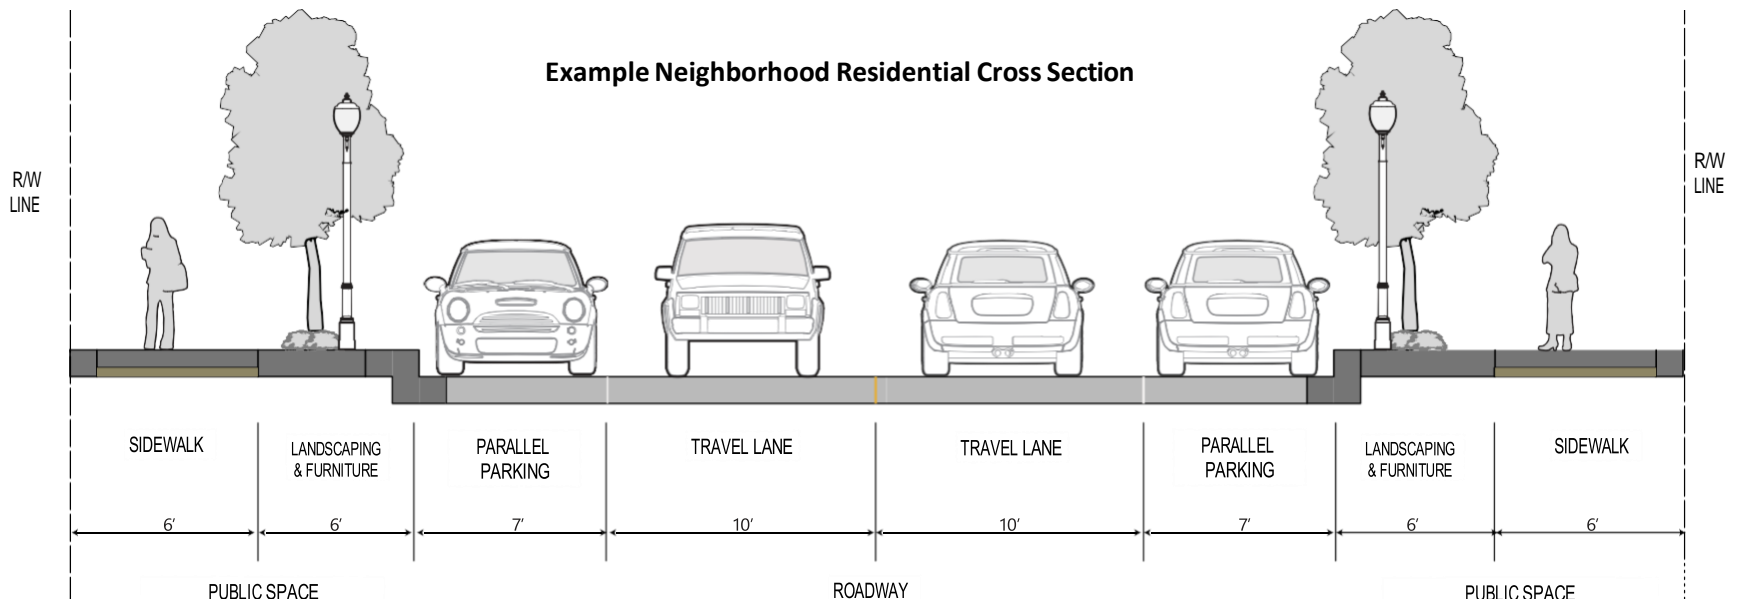 Example Neighborhood Residential Cross Section
R/W
LINE
R/W
LINE
SIDEWALK
LANDSCAPING
& FURNITURE
PARALLEL
PARKING
TRAVEL LANE
TRAVEL LANE
PARALLEL
PARKING
LANDSCAPING
& FURNITURE
SIDEWALK
6'
6'
7'
10'
10'
7'
6'
6'
PUBLIC SPACE
ROADWAY
PUBLIC SPACE